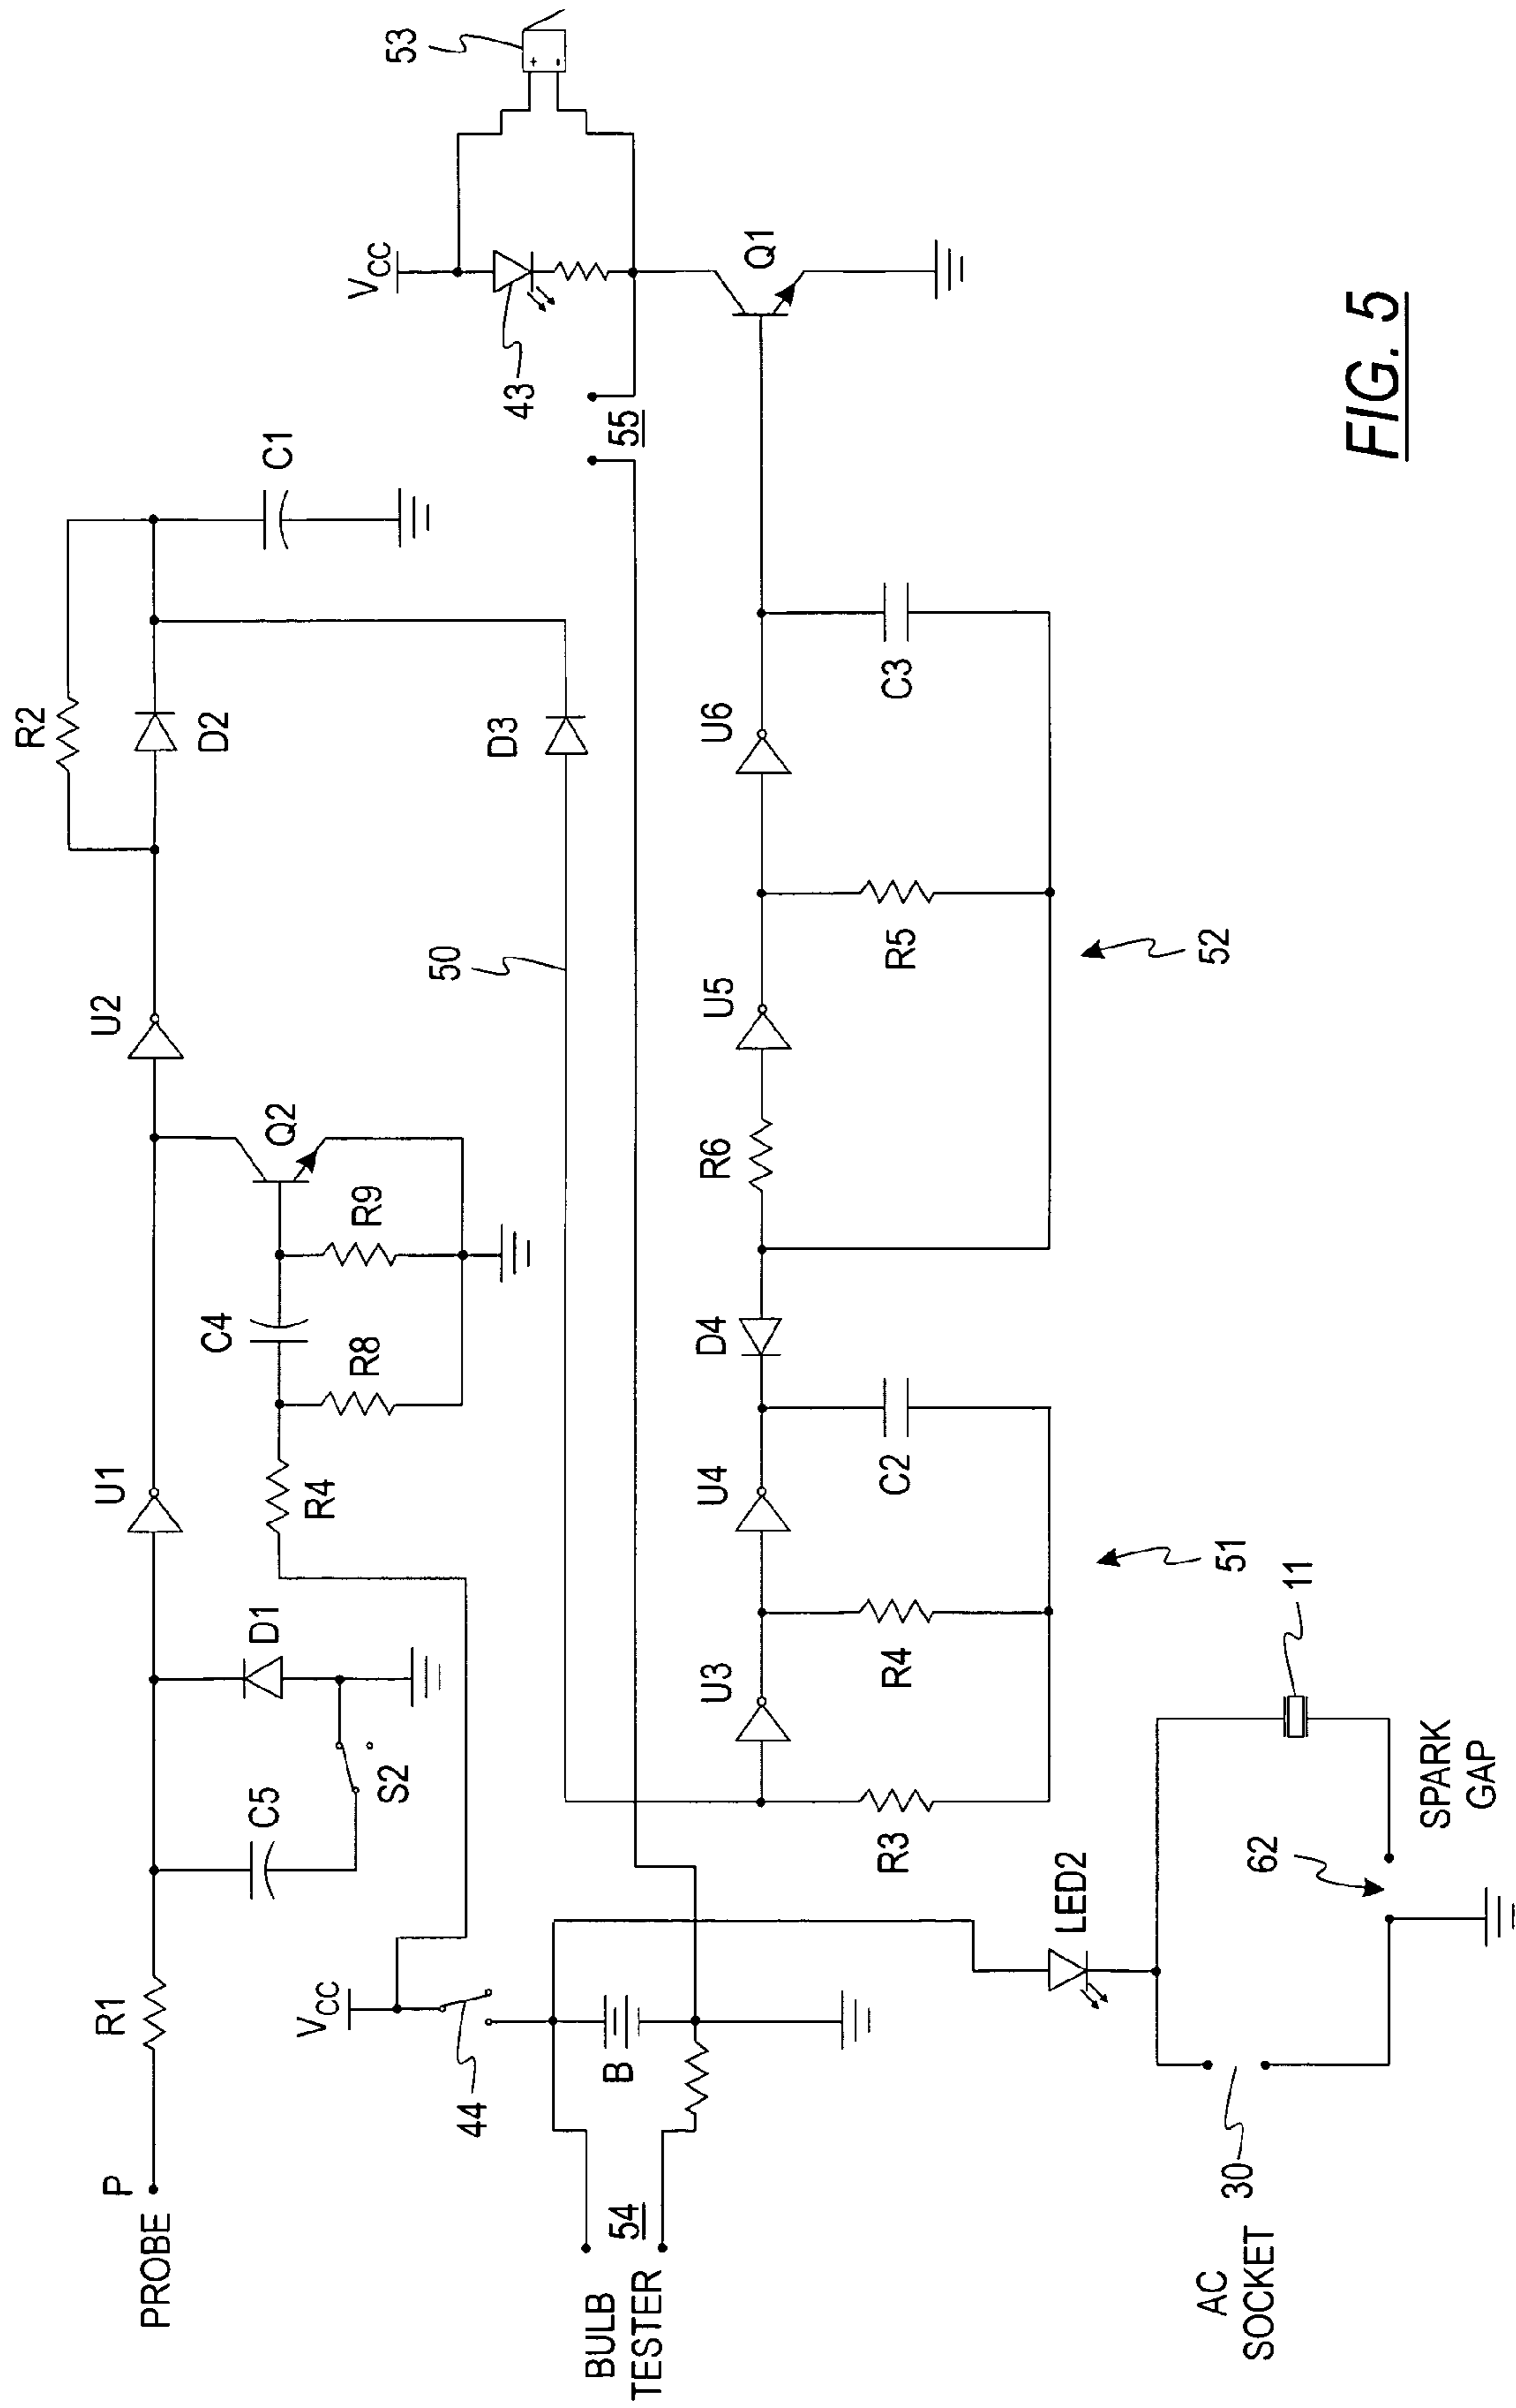 PROBE
P
R1
C5
S2
D1
U1
R4
C4
R8
R9
Q2
U2
R2
D2
C1
VCC
44
B
BULB
TESTER
54
50
D3
55
VCC
43
53
U3
R3
R4
U4
C2
51
D4
R6
U5
R5
U6
C3
52
Q1
LED2
AC
SOCKET
30
11
62
SPARK
GAP
+
-
FIG. 5